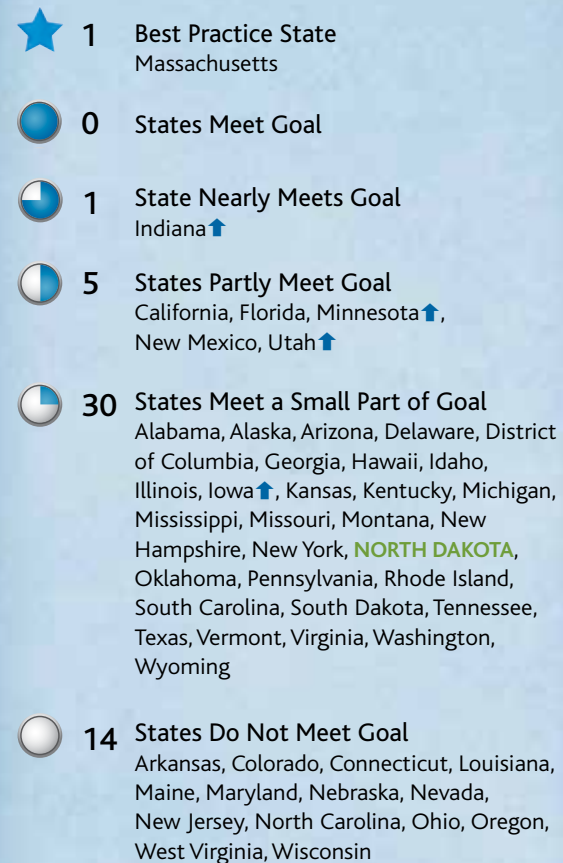 1 Best Practice State
Massachusetts
0 States Meet Goal
1 State Nearly Meets Goal
Indiana⬆
5 States Partly Meet Goal
California, Florida, Minnesota⬆,
New Mexico, Utah⬆
30 States Meet a Small Part of Goal
Alabama, Alaska, Arizona, Delaware, District
of Columbia, Georgia, Hawaii, Idaho,
Illinois, Iowa⬆, Kansas, Kentucky, Michigan,
Mississippi, Missouri, Montana, New
Hampshire, New York, NORTH DAKOTA,
Oklahoma, Pennsylvania, Rhode Island,
South Carolina, South Dakota, Tennessee,
Texas, Vermont, Virginia, Washington,
Wyoming
14 States Do Not Meet Goal
Arkansas, Colorado, Connecticut, Louisiana,
Maine, Maryland, Nebraska, Nevada,
New Jersey, North Carolina, Ohio, Oregon,
West Virginia, Wisconsin